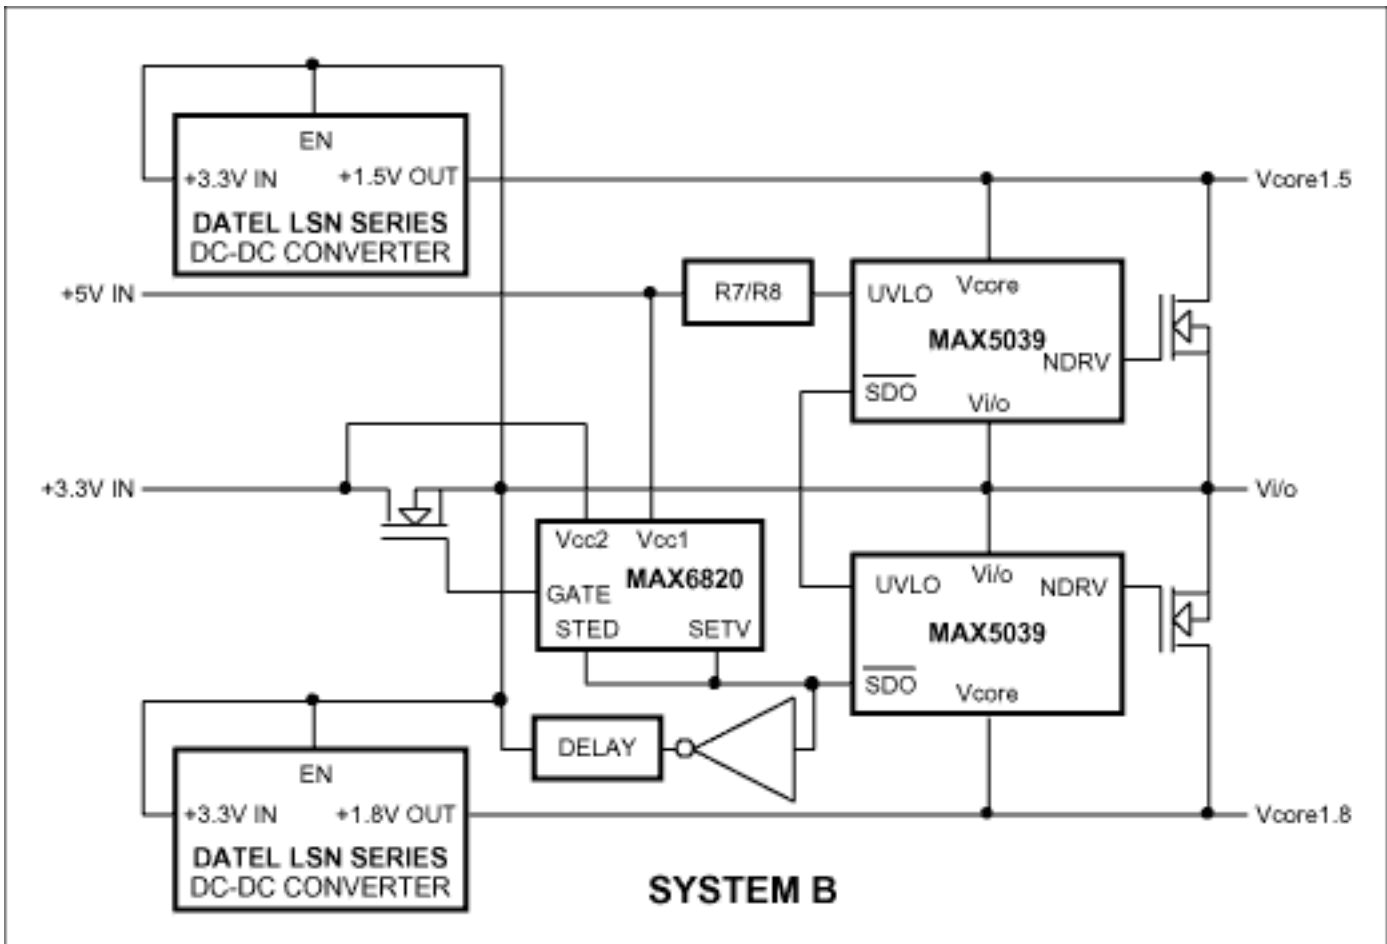 EN
+3.3V IN +1.5V OUT
DATEL LSN SERIES
DC-DC CONVERTER
Vcore1.5
+5V IN
R7/R8
UVLO Vcore
MAX5039
NDRV
SDO
Vi/o
+3.3V IN
Vi/o
Vcc2 Vcc1
MAX6820
GATE
STED SETV
UVLO Vi/o NDRV
MAX5039
SDO
Vcore
DELAY
EN
+3.3V IN +1.8V OUT
DATEL LSN SERIES
DC-DC CONVERTER
Vcore1.8
SYSTEM B